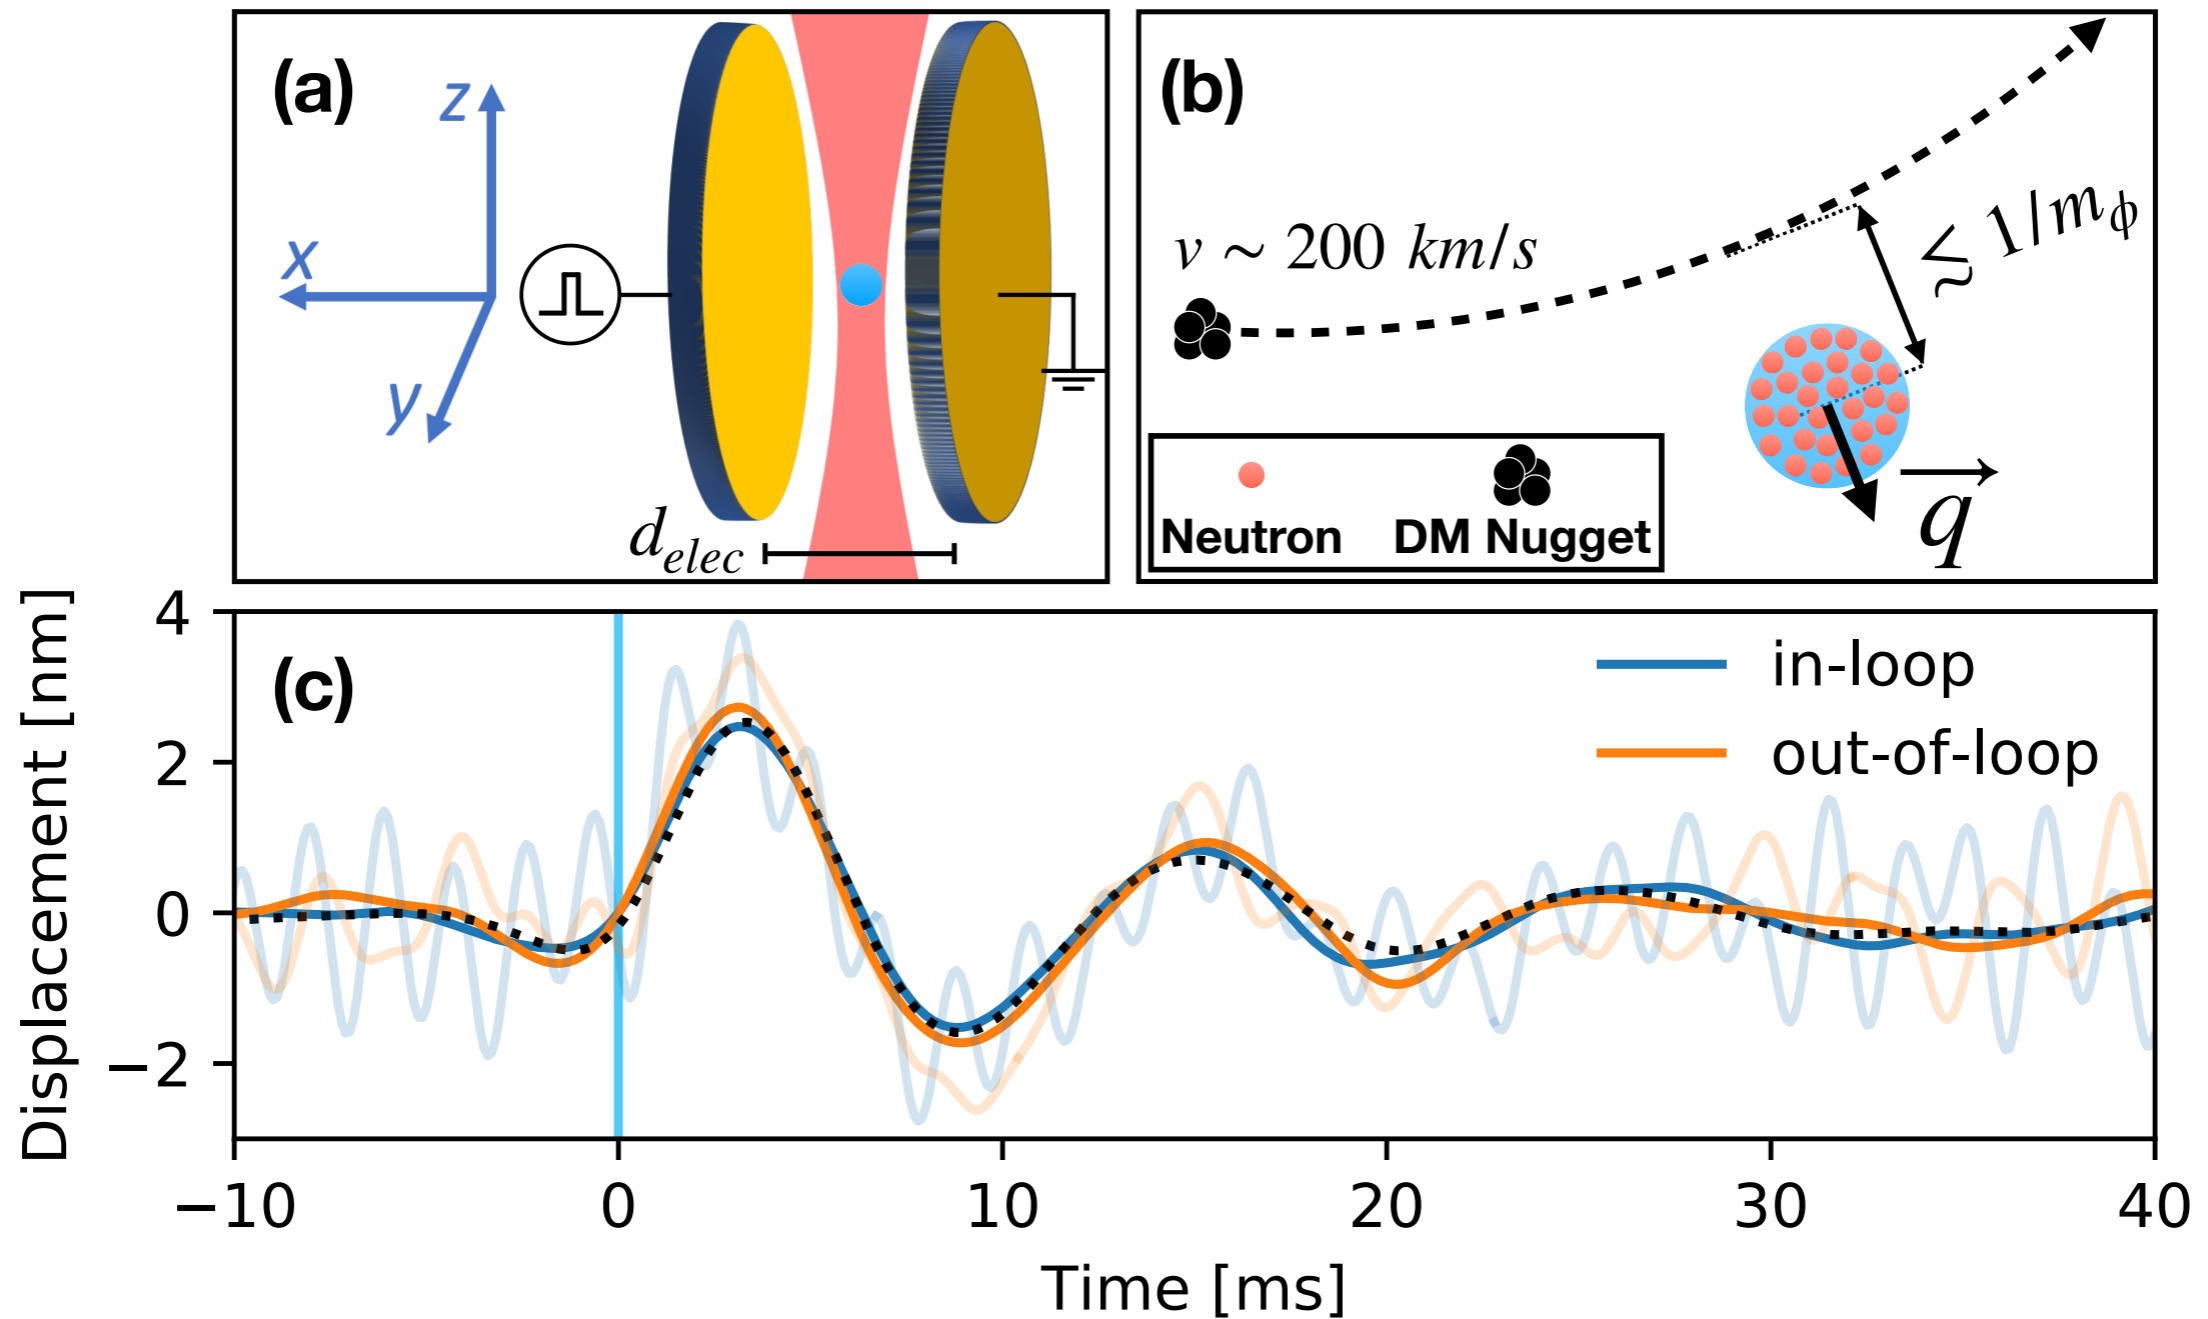 (a)
z
x
y
d_elec
(b)
v ~ 200 km/s
≲ 1/m_ϕ
q⃗
Neutron DM Nugget
(c)
in-loop
out-of-loop
Displacement [nm]
4
2
0
−2
−10 0 10 20 30 40
Time [ms]